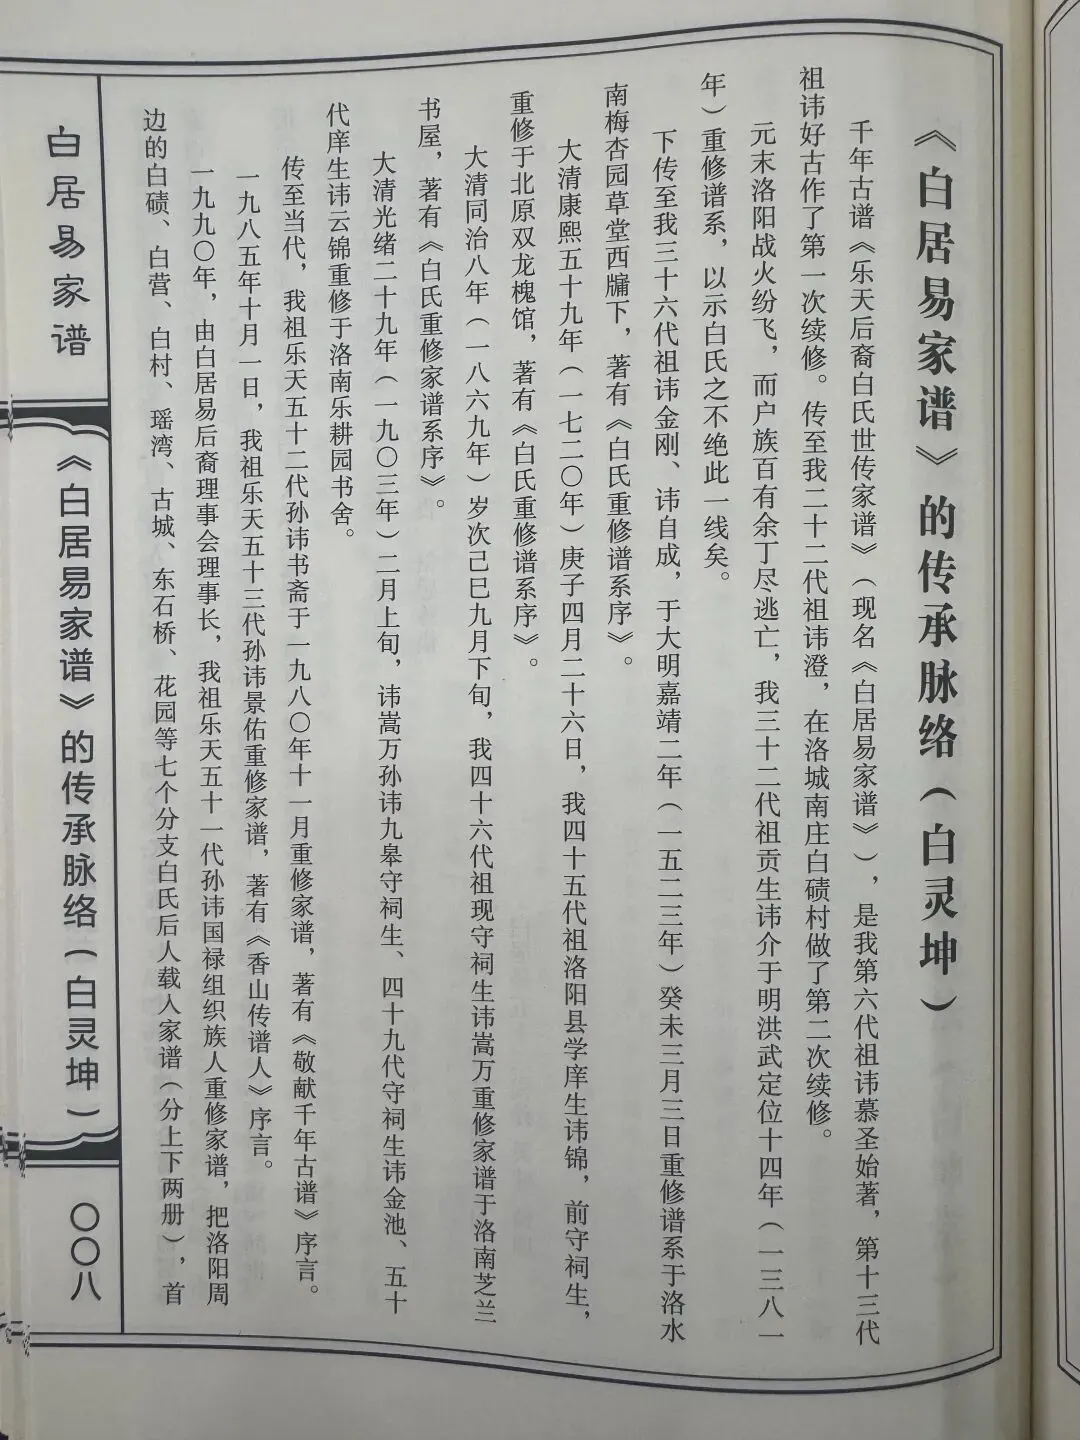 《白居易家谱》的传承脉络（白灵坤）
千年古谱《乐天后裔白氏世传家谱》（现名《白居易家谱》），是我第六代祖讳慕圣始著，第十三代
祖讳好古作了第一次续修。传至我二十二代祖讳澄，在洛城南庄白碛村做了第二次续修。
元末洛阳战火纷飞，而户族百有余丁尽逃亡，我三十二代祖贡生讳介于明洪武定位十四年（一三八一
年）重修谱系，以示白氏之不绝此一线矣。
下传至我三十六代祖讳金刚、讳自成，于大明嘉靖二年（一五二三年）癸未三月三日重修谱系于洛水
南梅杏园草堂西牖下，著有《白氏重修谱系序》。
大清康熙五十九年（一七二〇年）庚子四月二十六日，我四十五代祖洛阳县学庠生讳锦，前守祠生，
重修于北原双龙槐馆，著有《白氏重修谱系序》。
大清同治八年（一八六九年）岁次己巳九月下旬，我四十六代祖现守祠生讳嵩万重修家谱于洛南芝兰
书屋，著有《白氏重修家谱系序》。
大清光绪二十九年（一九〇三年）二月上旬，讳嵩万孙讳九皋守祠生、四十九代守祠生讳金池、五十
代庠生讳云锦重修于洛南乐耕园书舍。
传至当代，我祖乐天五十二代孙讳书斋于一九八〇年十一月重修家谱，著有《敬献千年古谱》序言。
一九八五年十月一日，我祖乐天五十三代孙讳景佑重修家谱，著有《香山传谱人》序言。
一九九〇年，由白居易后裔理事会理事长，我祖乐天五十一代孙讳国禄组织族人重修家谱，把洛阳周
边的白碛、白营、白村、瑶湾、古城、东石桥、花园等七个分支白氏后人载入家谱（分上下两册），首
白居易家谱
《白居易家谱》的传承脉络（白灵坤）
〇〇八